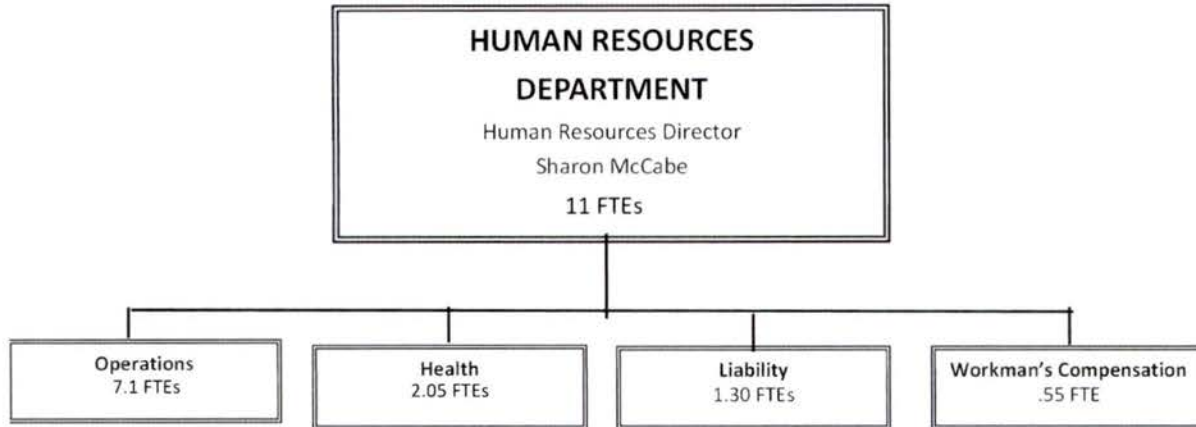 HUMAN RESOURCES
DEPARTMENT
Human Resources Director
Sharon McCabe
11 FTEs
Operations
7.1 FTEs
Health
2.05 FTEs
Liability
1.30 FTEs
Workman's Compensation
.55 FTE